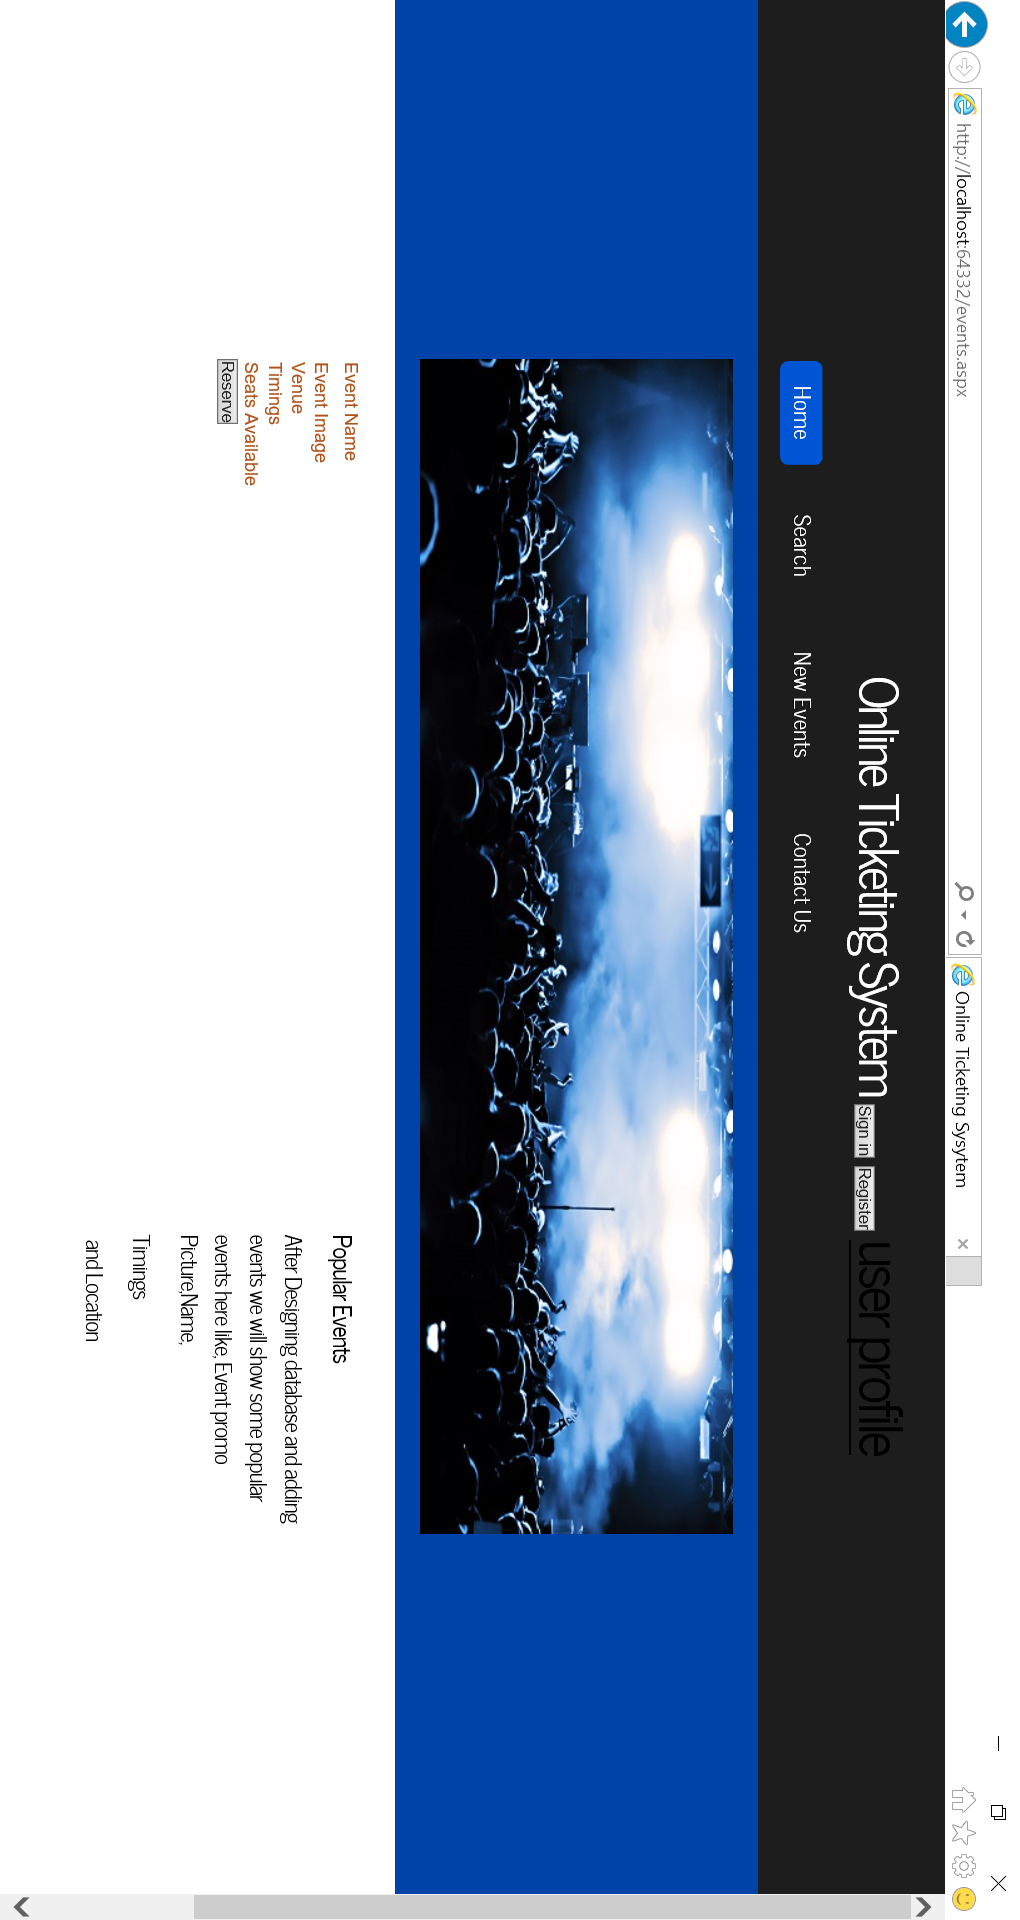 http://localhost:64332/events.aspx
Online Ticketing Sysytem
Online Ticketing System Sign in Register user profile
Home Search New Events Contact Us
Event Name
Event Image
Venue
Timings
Seats Available
Reserve
Popular Events
After Designing database and adding
events we will show some popular
events here like, Event promo
Picture,Name,
Timings
and Location